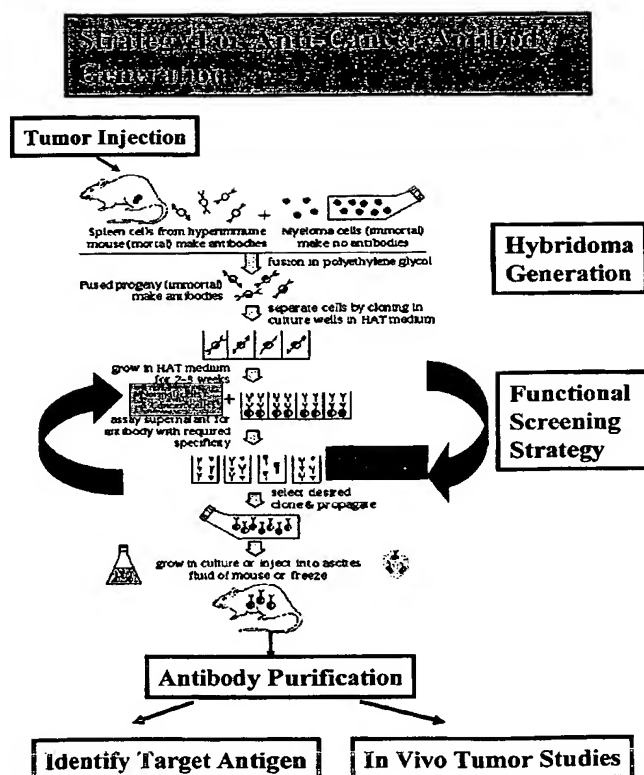 Strategy For Anti-Cancer Antibody
Generation
Tumor Injection
+
Spleen cells from hyperimmune
mouse (mortal) make antibodies
Myeloma cells (immortal)
make no antibodies
fusion in polyethylene glycol
Hybridoma
Generation
Fused progeny (immortal)
make antibodies
separate cells by cloning in
culture wells in HAT medium
grow in HAT medium
for 2-3 weeks
+
assay supernatant for
antibody with required
specificity
Functional
Screening
Strategy
select desired
clone & propagate
grow in culture or inject into ascites
fluid of mouse or freeze
Antibody Purification
Identify Target Antigen
In Vivo Tumor Studies